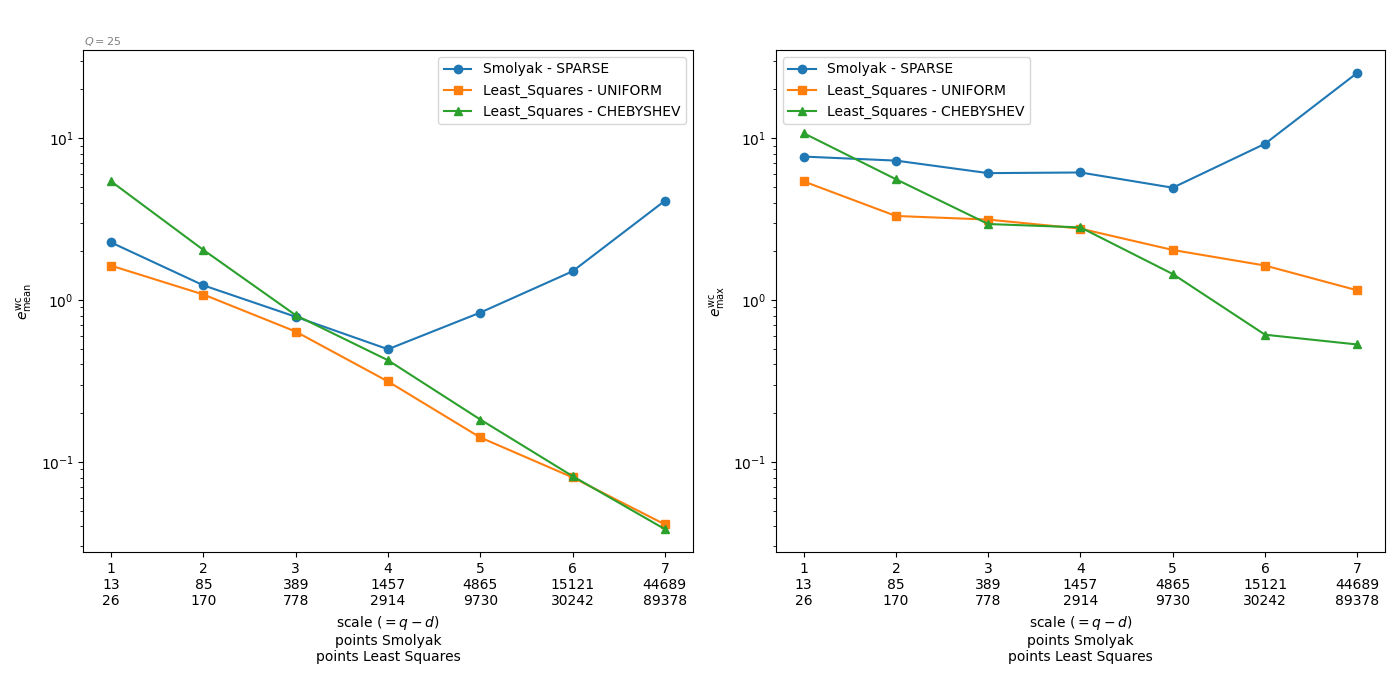 Q = 25
Smolyak - SPARSE
Least_Squares - UNIFORM
Least_Squares - CHEBYSHEV
10^1
10^0
10^{-1}
e^{wc}_{mean}
1 2 3 4 5 6 7
13 85 389 1457 4865 15121 44689
26 170 778 2914 9730 30242 89378
scale (= q − d)
points Smolyak
points Least Squares
Smolyak - SPARSE
Least_Squares - UNIFORM
Least_Squares - CHEBYSHEV
10^1
10^0
10^{-1}
e^{wc}_{max}
1 2 3 4 5 6 7
13 85 389 1457 4865 15121 44689
26 170 778 2914 9730 30242 89378
scale (= q − d)
points Smolyak
points Least Squares